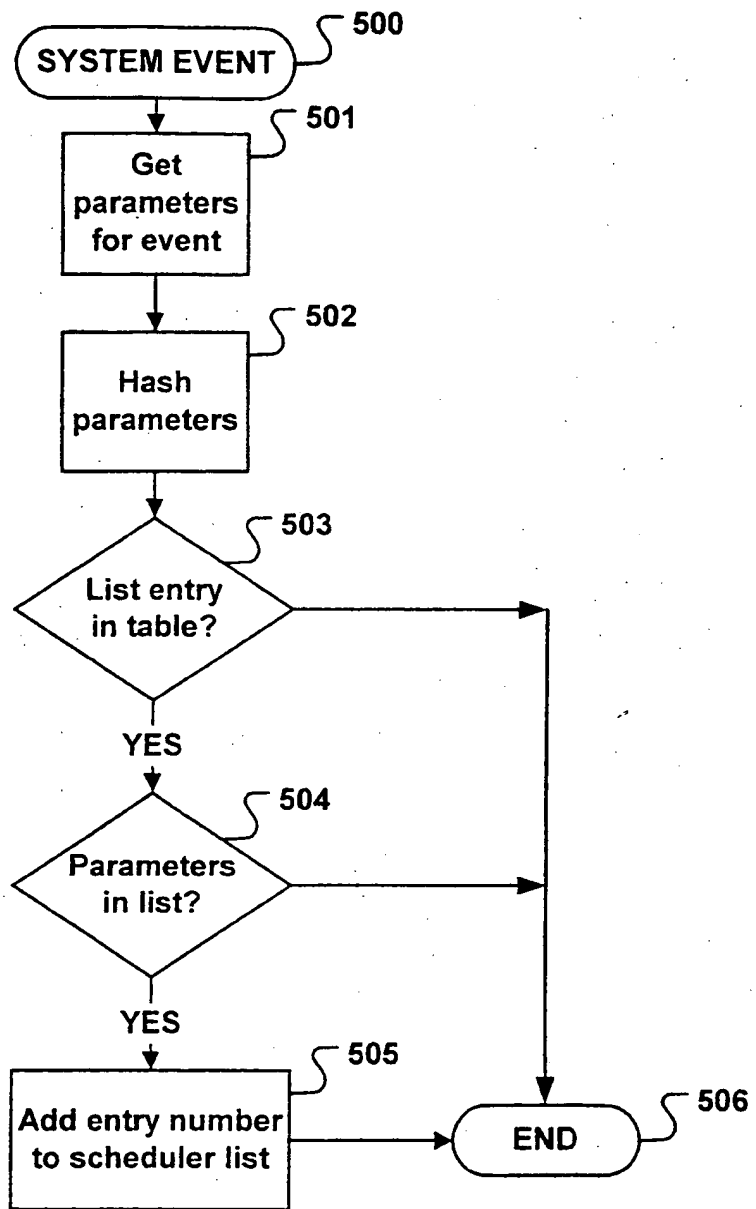 500
SYSTEM EVENT
501
Get
parameters
for event
502
Hash
parameters
503
List entry
in table?
YES
504
Parameters
in list?
YES
505
Add entry number
to scheduler list
506
END